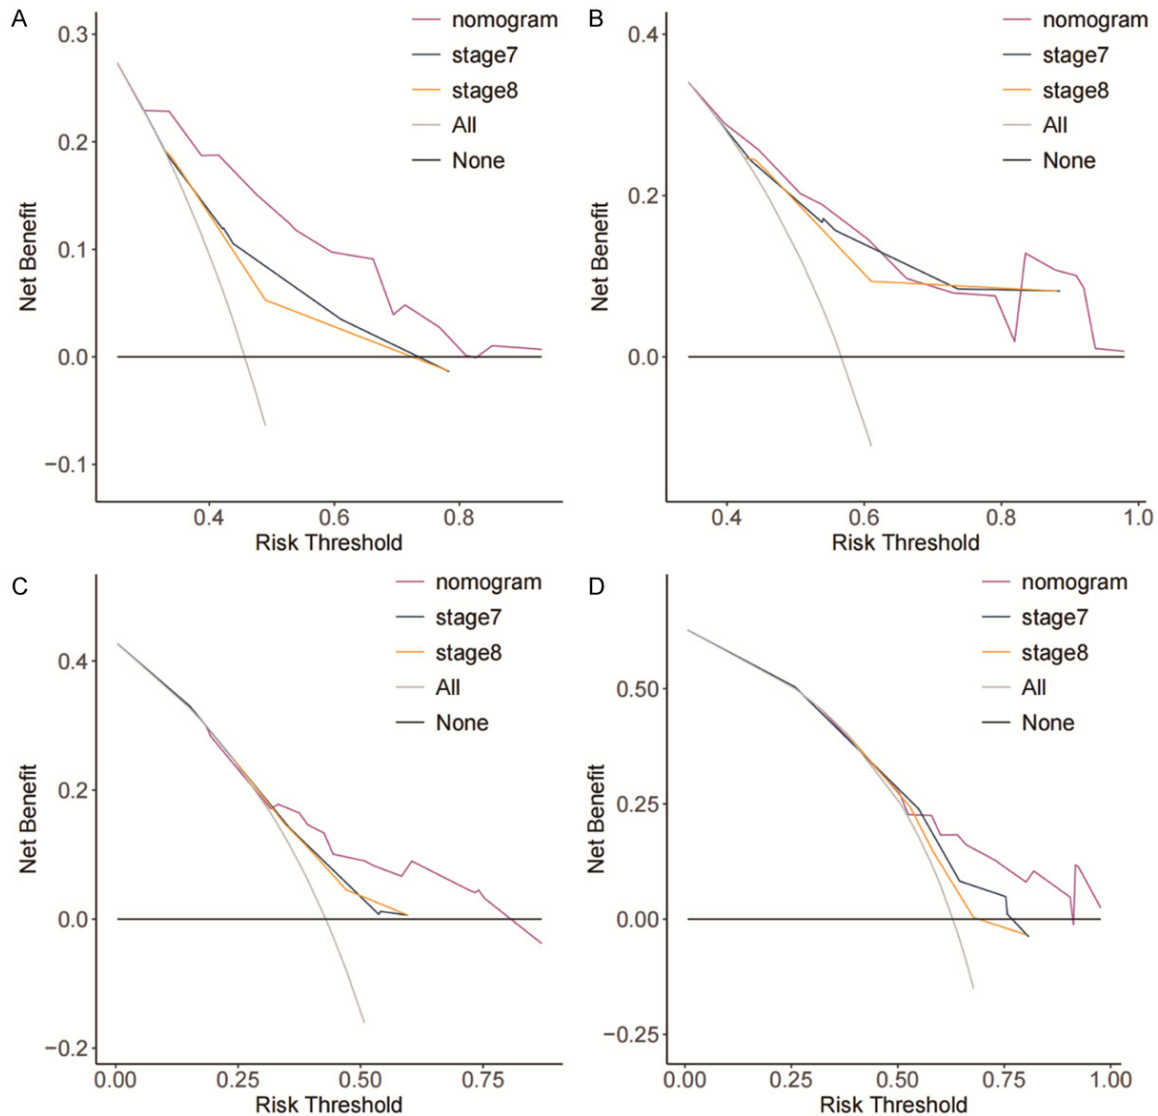 A
nomogram
stage7
stage8
All
None
0.3
0.2
0.1
0.0
−0.1
Net Benefit
0.4
0.6
0.8
Risk Threshold
B
nomogram
stage7
stage8
All
None
0.4
0.2
0.0
Net Benefit
0.4
0.6
0.8
1.0
Risk Threshold
C
nomogram
stage7
stage8
All
None
0.4
0.2
0.0
−0.2
Net Benefit
0.00
0.25
0.50
0.75
Risk Threshold
D
nomogram
stage7
stage8
All
None
0.50
0.25
0.00
−0.25
Net Benefit
0.00
0.25
0.50
0.75
1.00
Risk Threshold